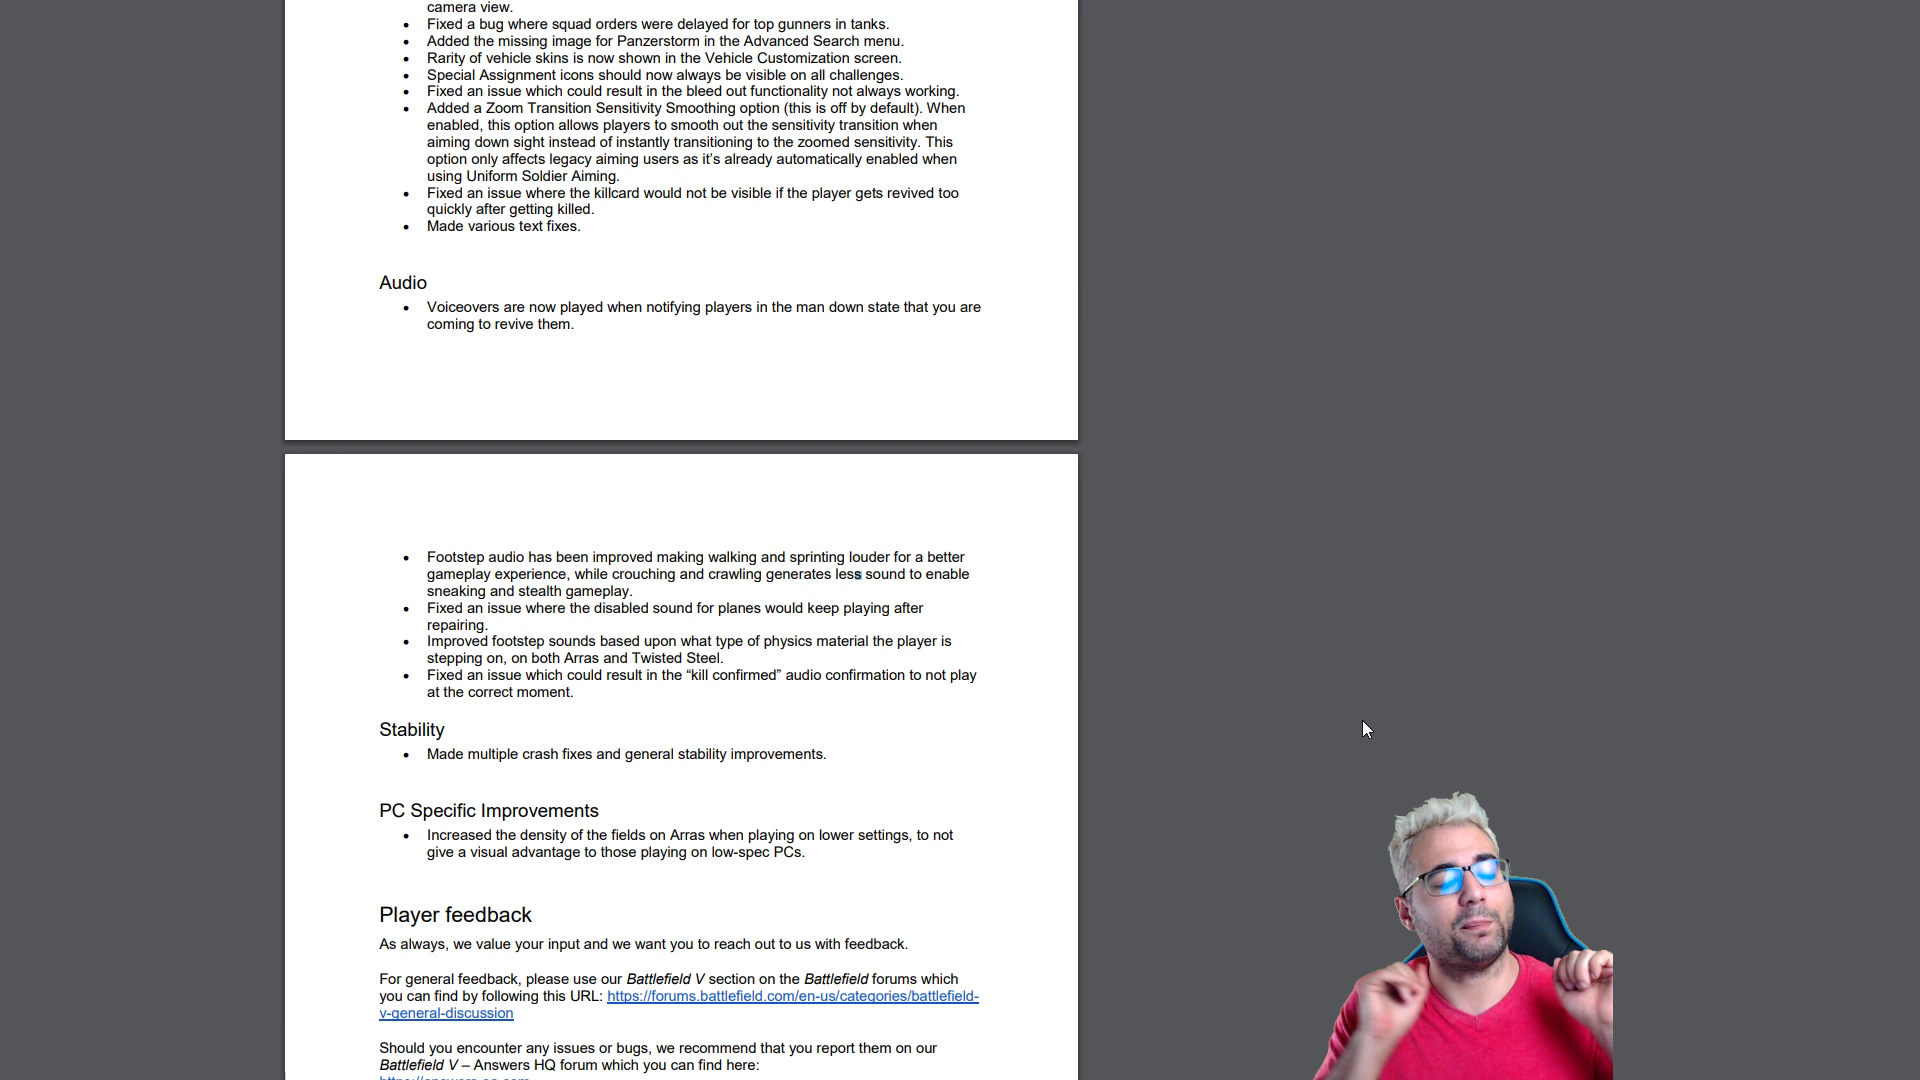 camera view.
• Fixed a bug where squad orders were delayed for top gunners in tanks.
• Added the missing image for Panzerstorm in the Advanced Search menu.
• Rarity of vehicle skins is now shown in the Vehicle Customization screen.
• Special Assignment icons should now always be visible on all challenges.
• Fixed an issue which could result in the bleed out functionality not always working.
• Added a Zoom Transition Sensitivity Smoothing option (this is off by default). When
enabled, this option allows players to smooth out the sensitivity transition when
aiming down sight instead of instantly transitioning to the zoomed sensitivity. This
option only affects legacy aiming users as it’s already automatically enabled when
using Uniform Soldier Aiming.
• Fixed an issue where the killcard would not be visible if the player gets revived too
quickly after getting killed.
• Made various text fixes.
Audio
• Voiceovers are now played when notifying players in the man down state that you are
coming to revive them.
• Footstep audio has been improved making walking and sprinting louder for a better
gameplay experience, while crouching and crawling generates less sound to enable
sneaking and stealth gameplay.
• Fixed an issue where the disabled sound for planes would keep playing after
repairing.
• Improved footstep sounds based upon what type of physics material the player is
stepping on, on both Arras and Twisted Steel.
• Fixed an issue which could result in the “kill confirmed” audio confirmation to not play
at the correct moment.
Stability
• Made multiple crash fixes and general stability improvements.
PC Specific Improvements
• Increased the density of the fields on Arras when playing on lower settings, to not
give a visual advantage to those playing on low-spec PCs.
Player feedback
As always, we value your input and we want you to reach out to us with feedback.
For general feedback, please use our Battlefield V section on the Battlefield forums which
you can find by following this URL: https://forums.battlefield.com/en-us/categories/battlefield-
v-general-discussion
Should you encounter any issues or bugs, we recommend that you report them on our
Battlefield V – Answers HQ forum which you can find here: